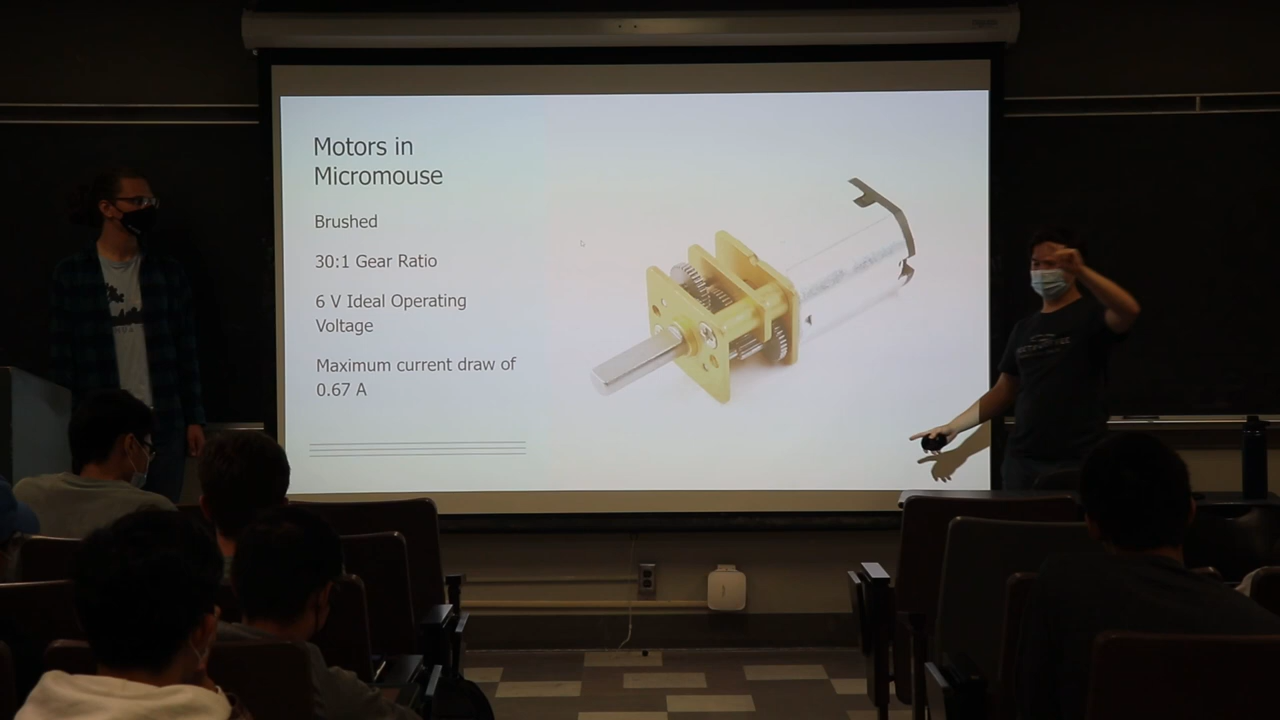 Motors in
Micromouse
Brushed
30:1 Gear Ratio
6 V Ideal Operating
Voltage
Maximum current draw of
0.67 A